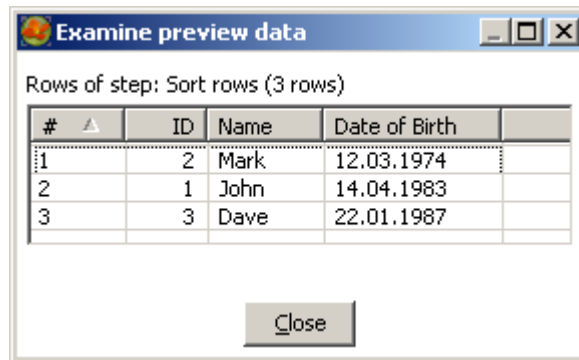 Examine preview data
Rows of step: Sort rows (3 rows)
# ID Name Date of Birth
1 2 Mark 12.03.1974
2 1 John 14.04.1983
3 3 Dave 22.01.1987
Close